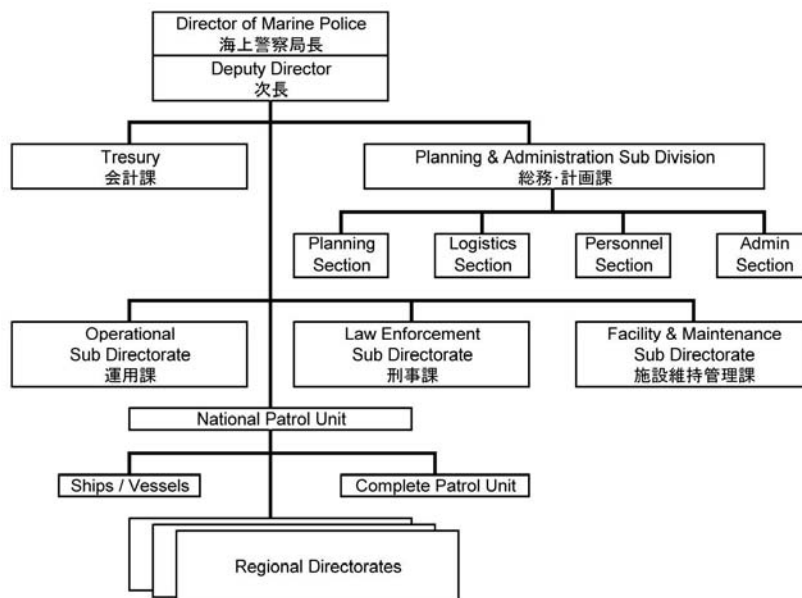 Director of Marine Police
海上警察局長
Deputy Director
次長
Tresury
会計課
Planning & Administration Sub Division
総務・計画課
Planning
Section
Logistics
Section
Personnel
Section
Admin
Section
Operational
Sub Directorate
運用課
Law Enforcement
Sub Directorate
刑事課
Facility & Maintenance
Sub Directorate
施設維持管理課
National Patrol Unit
Ships / Vessels
Complete Patrol Unit
Regional Directorates